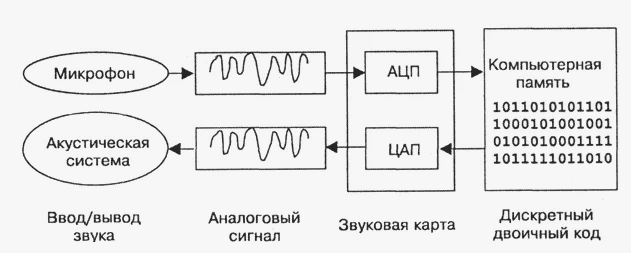 Микрофон
АЦП
Компьютерная
память
1011010101101
1000101001001
0101010001111
1011111011010
Акустическая
система
ЦАП
Ввод/вывод
звука
Аналоговый
сигнал
Звуковая карта
Дискретный
двоичный код